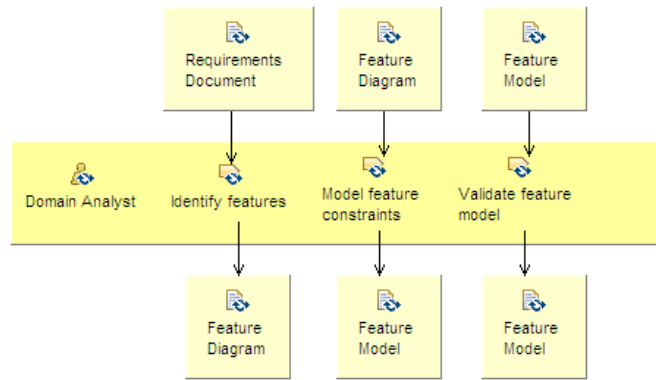 Requirements
Document
Feature
Diagram
Feature
Model
Domain Analyst
Identify features
Model feature
constraints
Validate feature
model
Feature
Diagram
Feature
Model
Feature
Model